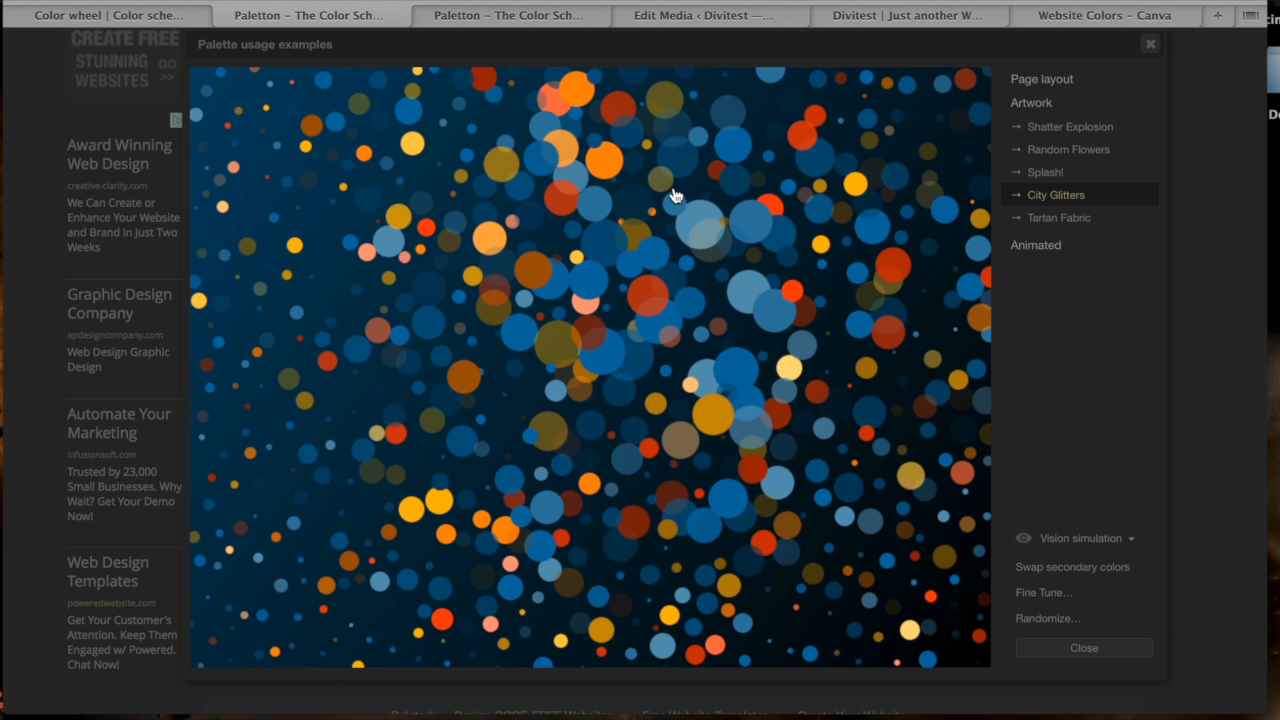 Color wheel | Color sche...
Paletton – The Color Sch...
Paletton – The Color Sch...
Edit Media ‹ Divitest —...
Divitest | Just another W...
Website Colors – Canva
CREATE FREE
STUNNING
WEBSITES
GO
>>
Award Winning
Web Design
creative-clarity.com
We Can Create or
Enhance Your Website
and Brand In Just Two
Weeks
Graphic Design
Company
apdesigncompany.com
Web Design Graphic
Design
Automate Your
Marketing
infusionsoft.com
Trusted by 23,000
Small Businesses. Why
Wait? Get Your Demo
Now!
Web Design
Templates
poweredwebsite.com
Get Your Customer's
Attention. Keep Them
Engaged w/ Powered.
Chat Now!
Palette usage examples
Page layout
Artwork
→ Shatter Explosion
→ Random Flowers
→ Splash!
→ City Glitters
→ Tartan Fabric
Animated
Vision simulation
Swap secondary colors
Fine Tune...
Randomize...
Close